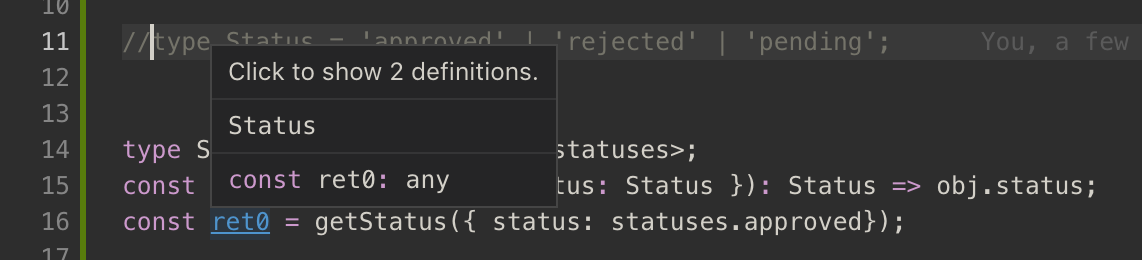 10
11 //type Status = 'approved' | 'rejected' | 'pending'; You, a few
12 Click to show 2 definitions.
13 Status
14 type S statuses>;
const ret0: any
15 const tus: Status }): Status => obj.status;
16 const ret0 = getStatus({ status: statuses.approved});
17